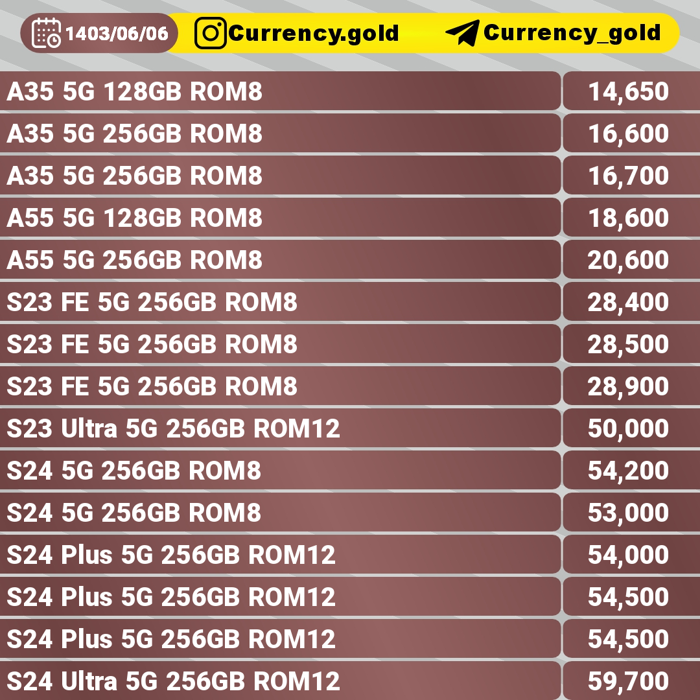 1403/06/06 Currency.gold Currency_gold
A35 5G 128GB ROM8 14,650
A35 5G 256GB ROM8 16,600
A35 5G 256GB ROM8 16,700
A55 5G 128GB ROM8 18,600
A55 5G 256GB ROM8 20,600
S23 FE 5G 256GB ROM8 28,400
S23 FE 5G 256GB ROM8 28,500
S23 FE 5G 256GB ROM8 28,900
S23 Ultra 5G 256GB ROM12 50,000
S24 5G 256GB ROM8 54,200
S24 5G 256GB ROM8 53,000
S24 Plus 5G 256GB ROM12 54,000
S24 Plus 5G 256GB ROM12 54,500
S24 Plus 5G 256GB ROM12 54,500
S24 Ultra 5G 256GB ROM12 59,700